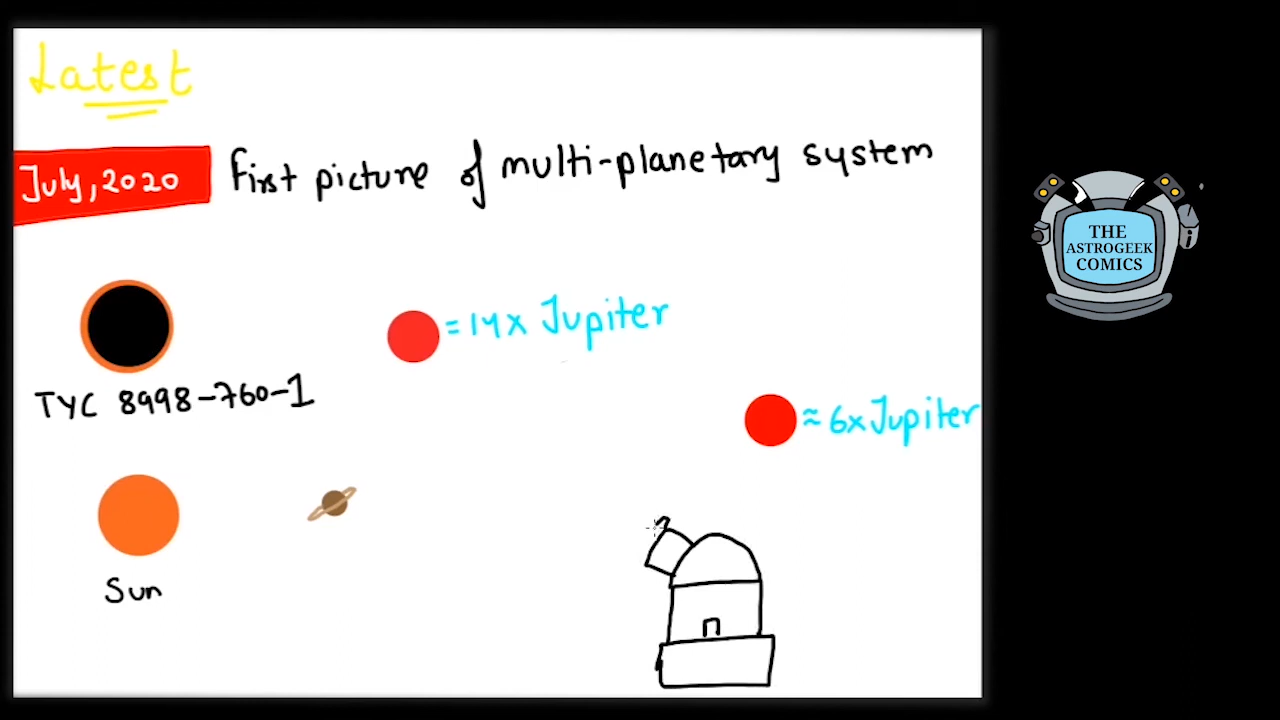 Latest
July, 2020
First picture of multi-planetary system
= 14x Jupiter
TYC 8998-760-1
≈ 6x Jupiter
Sun
THE
ASTROGEEK
COMICS